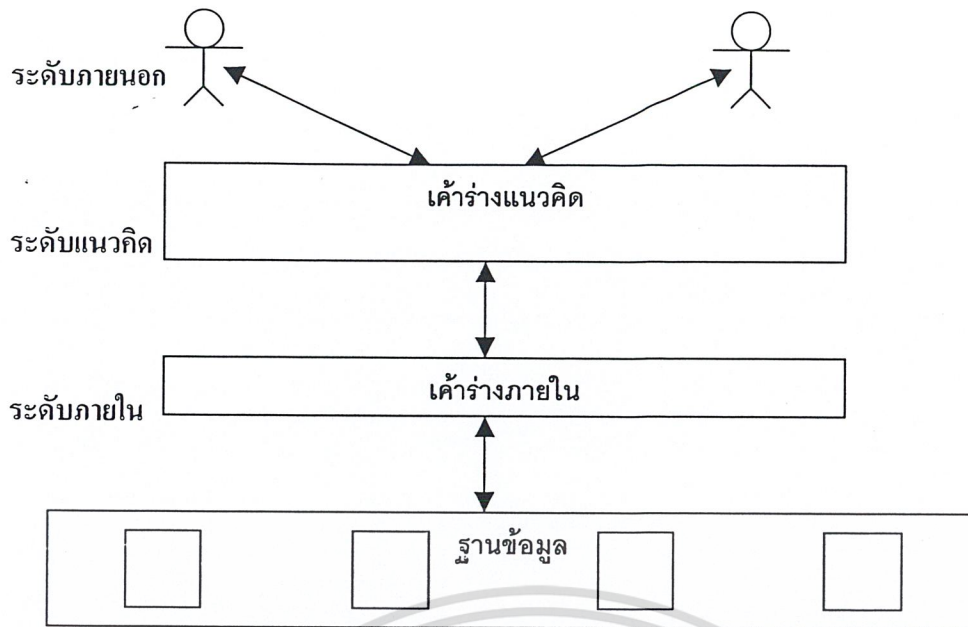 ระดับภายนอก
เค้าร่างแนวคิด
ระดับแนวคิด
เค้าร่างภายใน
ระดับภายใน
ฐานข้อมูล